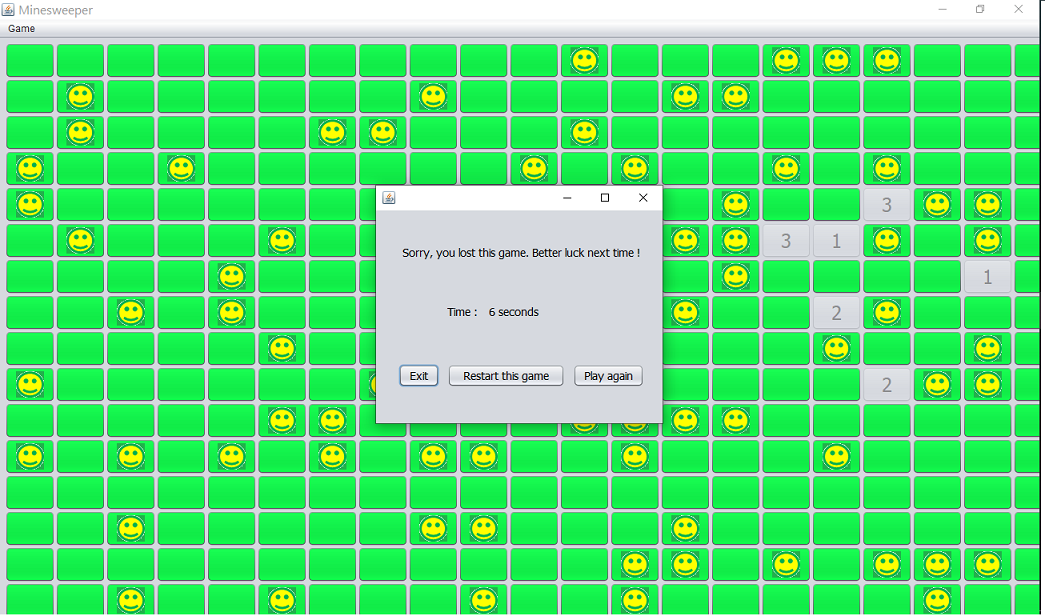 Minesweeper
Game
3
3 1
1
2
2
Sorry, you lost this game. Better luck next time !
Time : 6 seconds
Exit Restart this game Play again